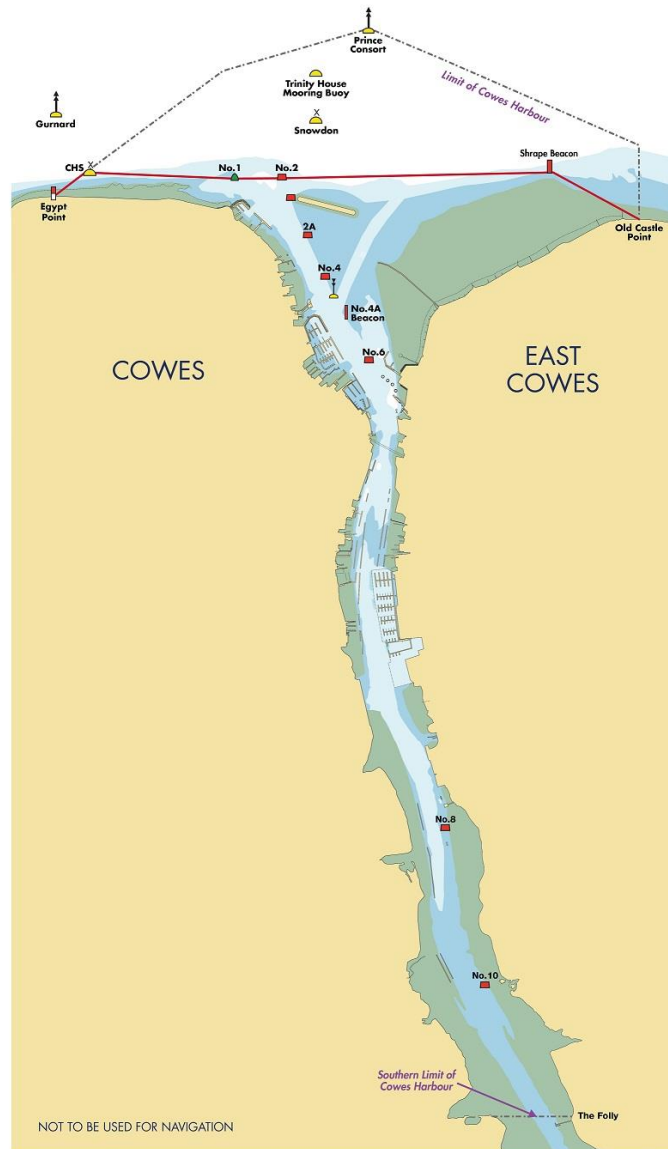 Prince
Consort
Limit of Cowes Harbour
Trinity House
Mooring Buoy
Gurnard
Snowdon
CHS
No.1
No.2
Shrape Beacon
Egypt
Point
Old Castle
Point
2A
No.4
No.4A
Beacon
No.6
COWES
EAST
COWES
No.8
No.10
Southern Limit of
Cowes Harbour
The Folly
NOT TO BE USED FOR NAVIGATION